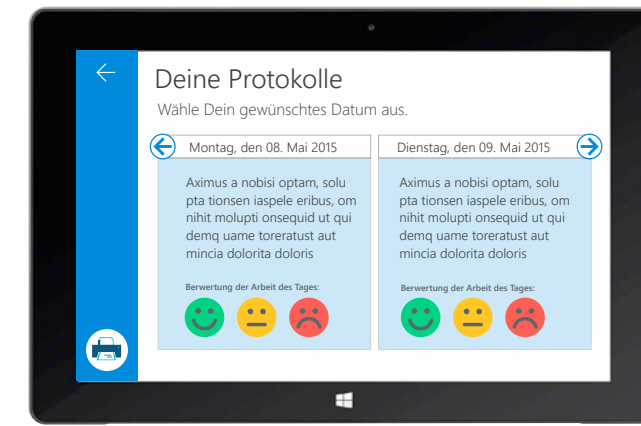 Deine Protokolle
Wähle Dein gewünschtes Datum aus.
Montag, den 08. Mai 2015
Aximus a nobisi optam, solu
pta tionsen iaspele eribus, om
nihit molupti onsequid ut qui
demq uame toreratust aut
mincia dolorita doloris
Berwertung der Arbeit des Tages:
Dienstag, den 09. Mai 2015
Aximus a nobisi optam, solu
pta tionsen iaspele eribus, om
nihit molupti onsequid ut qui
demq uame toreratust aut
mincia dolorita doloris
Berwertung der Arbeit des Tages: